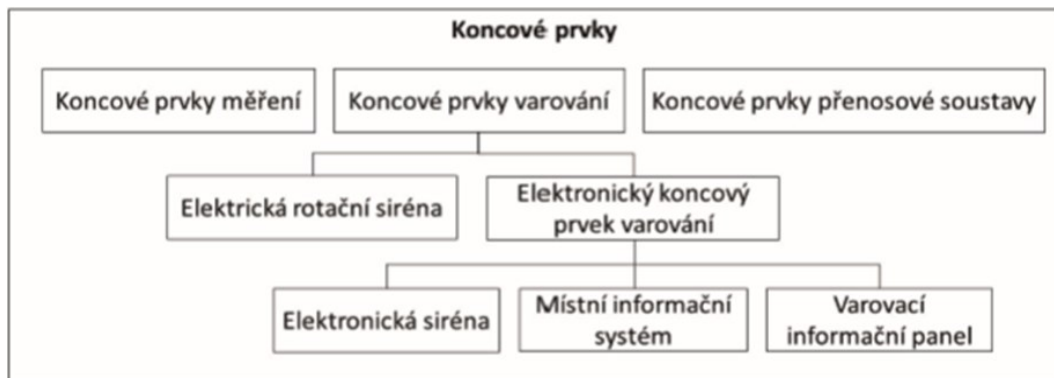 Koncové prvky
Koncové prvky měření
Koncové prvky varování
Koncové prvky přenosové soustavy
Elektrická rotační siréna
Elektronický koncový
prvek varování
Elektronická siréna
Místní informační
systém
Varovací
informační panel